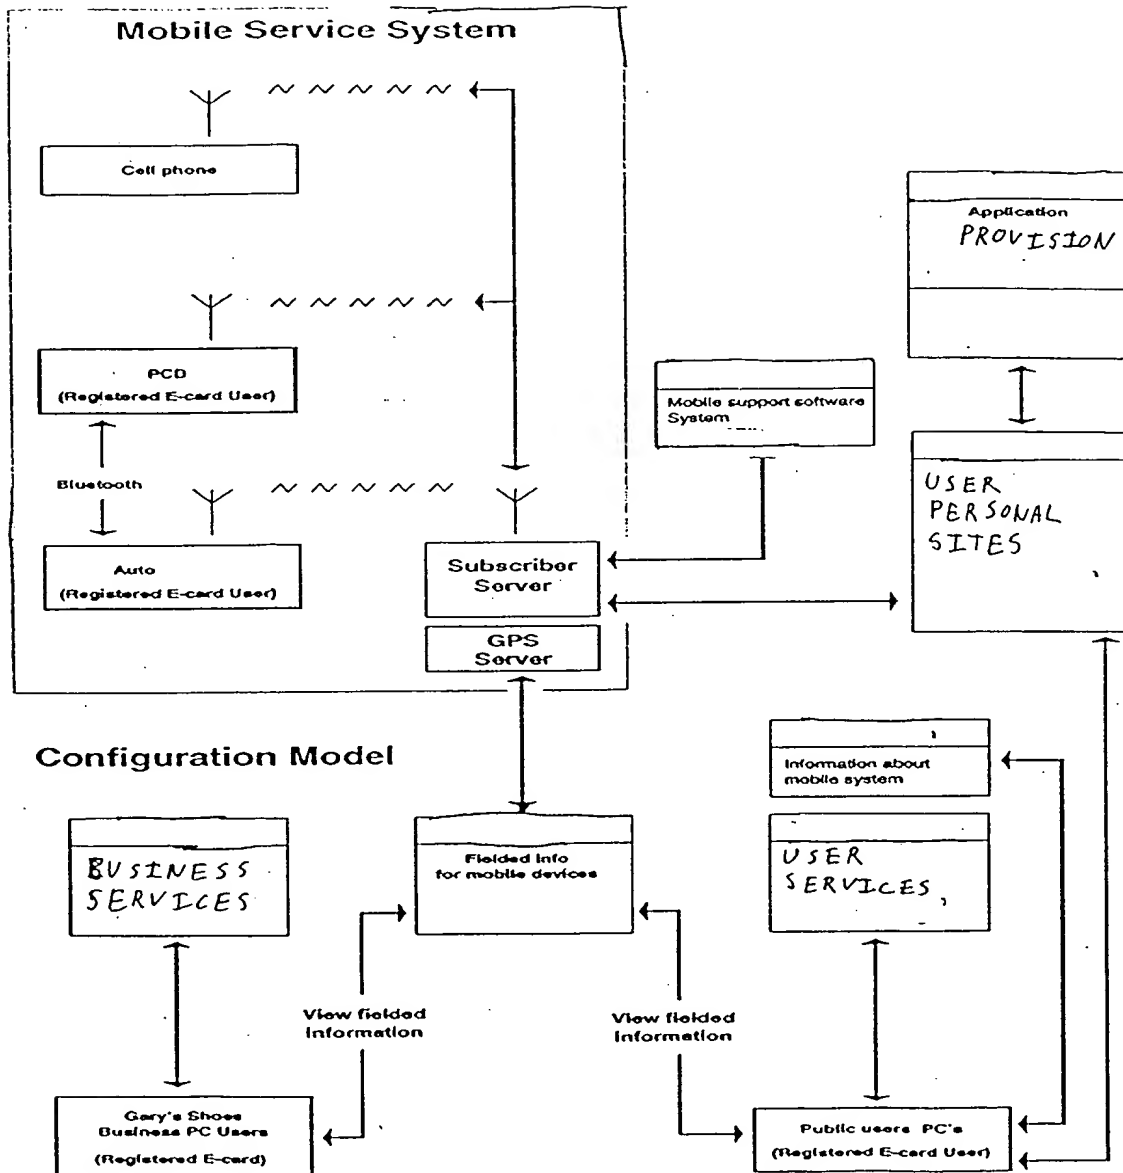 Mobile Service System
Cell phone
Application
PROVISION
PCD
(Registered E-card User)
Mobile support software
System
Bluetooth
USER
PERSONAL
SITES
Auto
(Registered E-card User)
Subscriber
Server
GPS
Server
Configuration Model
Information about
mobile system
BUSINESS
SERVICES
Fielded Info
for mobile devices
USER
SERVICES
View fielded
Information
View fielded
Information
Gary's Shoes
Business PC Users
(Registered E-card)
Public users PC's
(Registered E-card User)